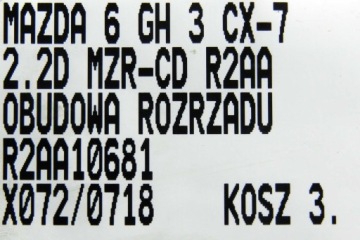 MAZDA 6 GH 3 CX-7
2.2D MZR-CD R2AA
OBUDOWA ROZRZADU
R2AA10681
X072/0718 KOSZ 3.